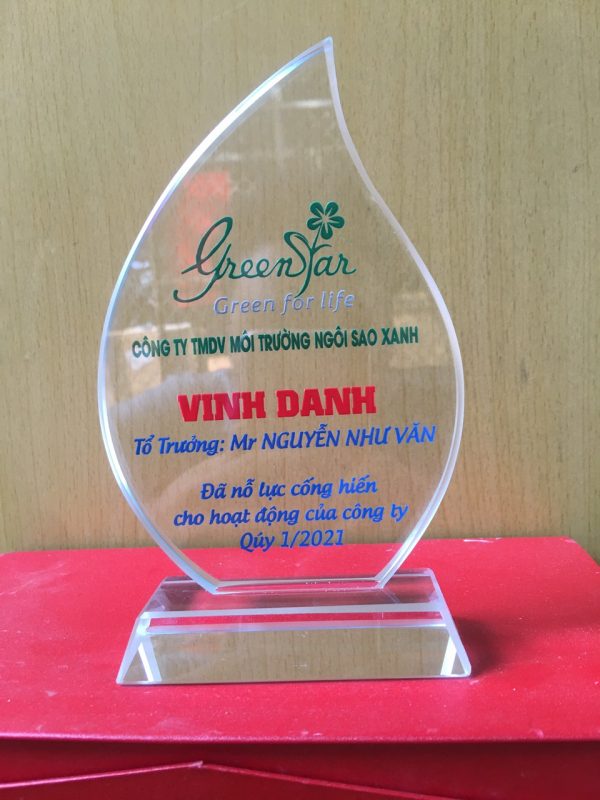 GreenStar
Green for life
CÔNG TY TMDV MÔI TRƯỜNG NGÔI SAO XANH
VINH DANH
Tổ Trưởng: Mr NGUYỄN NHƯ VĂN
Đã nỗ lực cống hiến
cho hoạt động của công ty
Qúy 1/2021